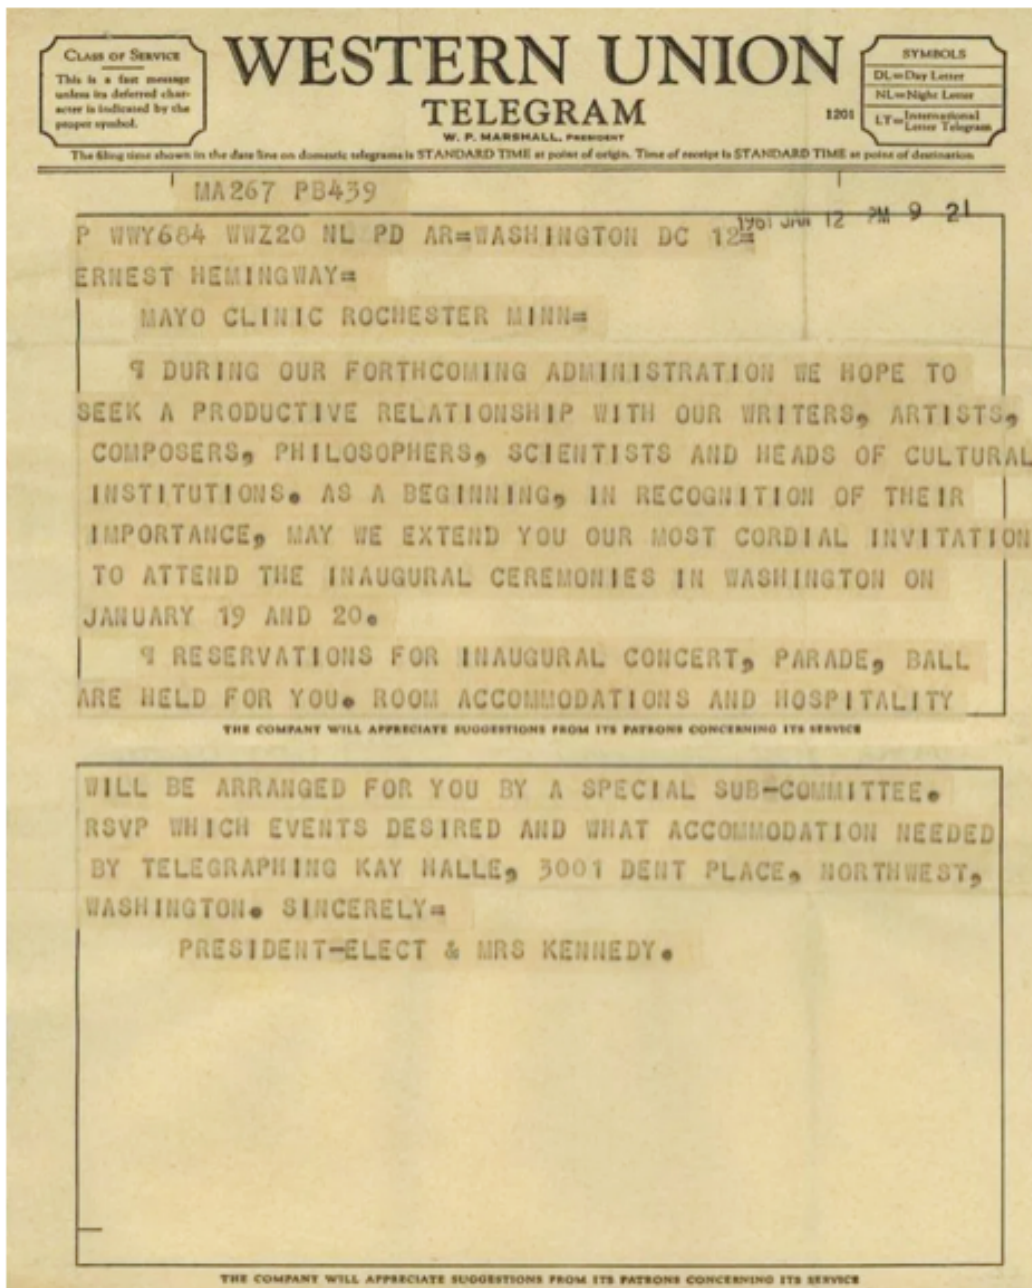 CLASS OF SERVICE
This is a fast message
unless its deferred char-
acter is indicated by the
proper symbol.
WESTERN UNION
TELEGRAM
W. P. MARSHALL, PRESIDENT
1201
SYMBOLS
DL=Day Letter
NL=Night Letter
LT=International
Letter Telegram
The filing time shown in the date line on domestic telegrams is STANDARD TIME at point of origin. Time of receipt is STANDARD TIME at point of destination
MA267 PB439
1961 JAN 12 PM 9 21
P WWY684 WWZ20 NL PD AR=WASHINGTON DC 12=
ERNEST HEMINGWAY=
MAYO CLINIC ROCHESTER MINN=
¶ DURING OUR FORTHCOMING ADMINISTRATION WE HOPE TO
SEEK A PRODUCTIVE RELATIONSHIP WITH OUR WRITERS, ARTISTS,
COMPOSERS, PHILOSOPHERS, SCIENTISTS AND HEADS OF CULTURAL
INSTITUTIONS. AS A BEGINNING, IN RECOGNITION OF THEIR
IMPORTANCE, MAY WE EXTEND YOU OUR MOST CORDIAL INVITATION
TO ATTEND THE INAUGURAL CEREMONIES IN WASHINGTON ON
JANUARY 19 AND 20.
¶ RESERVATIONS FOR INAUGURAL CONCERT, PARADE, BALL
ARE HELD FOR YOU. ROOM ACCOMMODATIONS AND HOSPITALITY
THE COMPANY WILL APPRECIATE SUGGESTIONS FROM ITS PATRONS CONCERNING ITS SERVICE
WILL BE ARRANGED FOR YOU BY A SPECIAL SUB-COMMITTEE.
RSVP WHICH EVENTS DESIRED AND WHAT ACCOMMODATION NEEDED
BY TELEGRAPHING KAY HALLE, 3001 DENT PLACE, NORTHWEST,
WASHINGTON. SINCERELY=
PRESIDENT-ELECT & MRS KENNEDY.
THE COMPANY WILL APPRECIATE SUGGESTIONS FROM ITS PATRONS CONCERNING ITS SERVICE